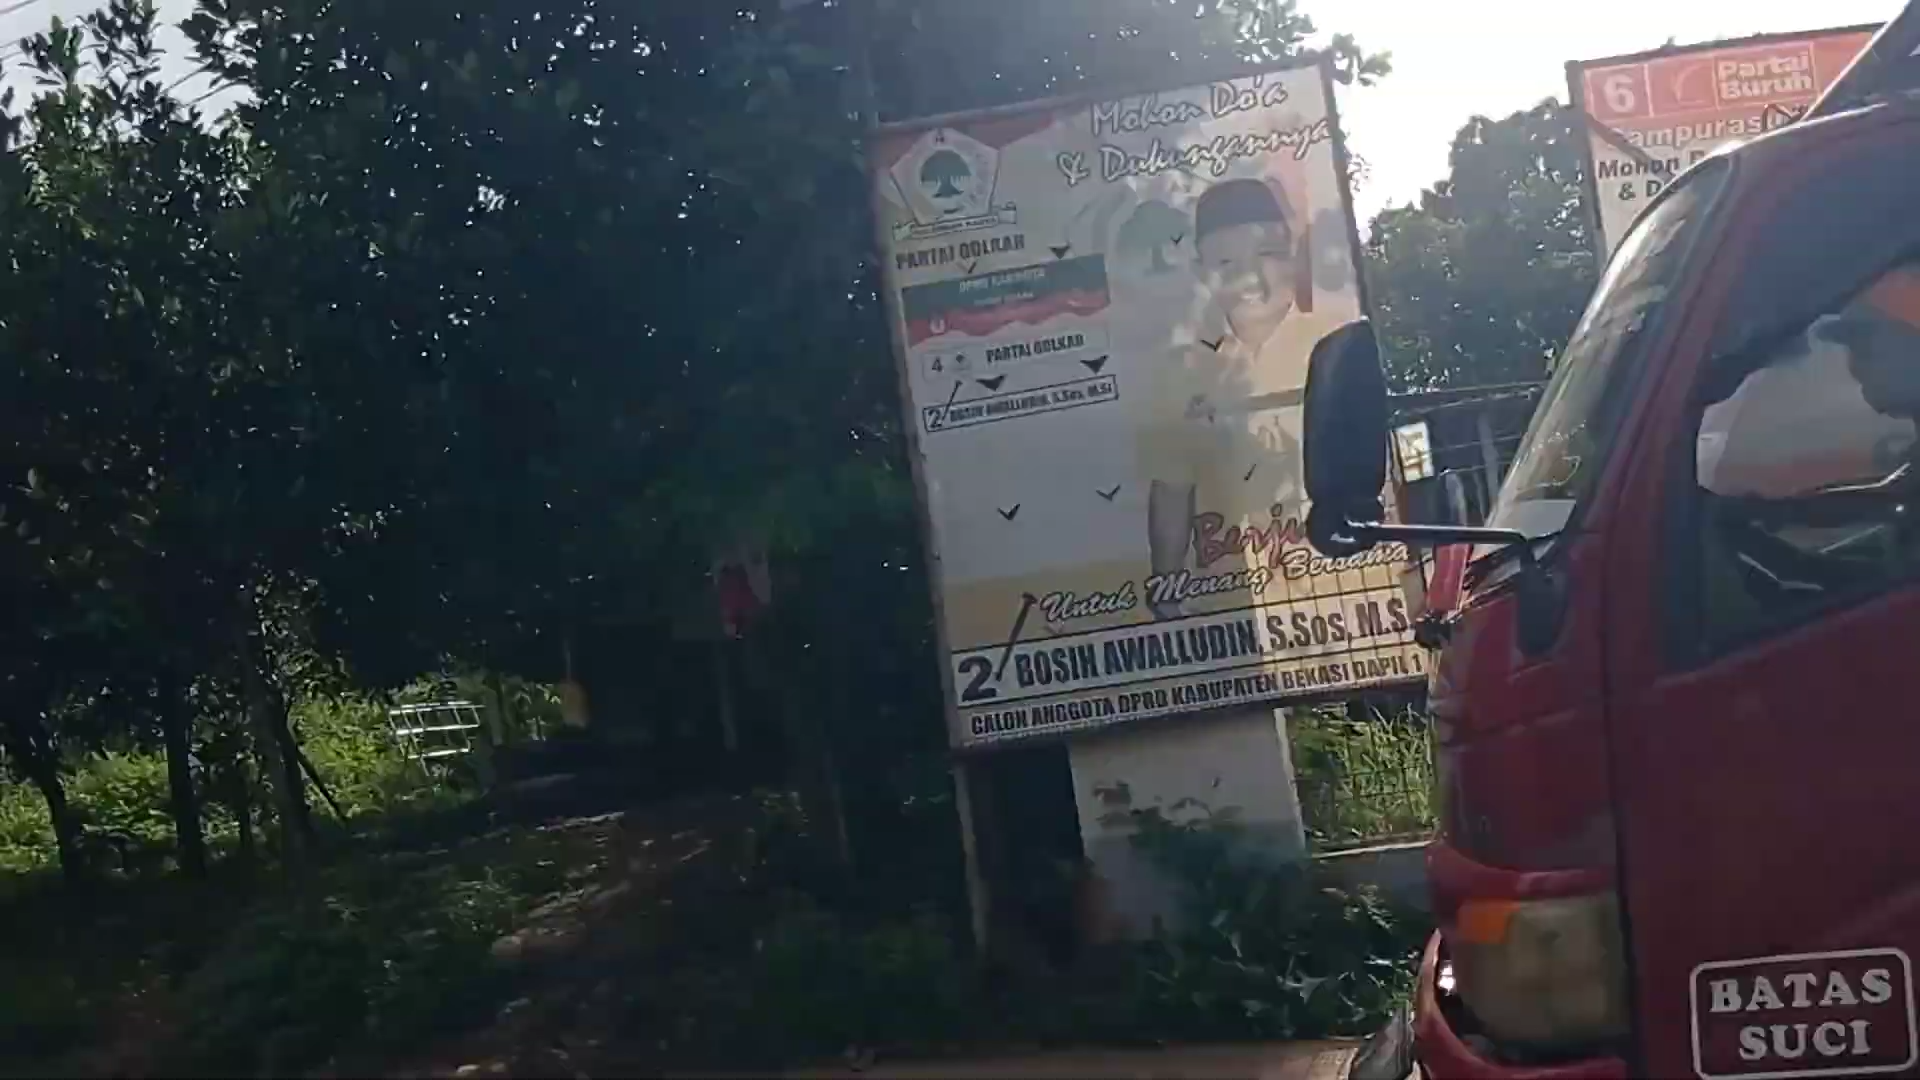 Mohon Do'a
& Dukungannya
PARTAI GOLKAR
4 PARTAI GOLKAR
2 BOSIH AWALLUDIN, S.Sos, M.Si
Bersama
Untuk Menang
2 BOSIH AWALLUDIN, S.SOS, M.S
CALON ANGGOTA DPRD KABUPATEN BEKASI DAPIL 1
6 Partai
Buruh
Sampurasu
Mohon
&
BATAS
SUCI